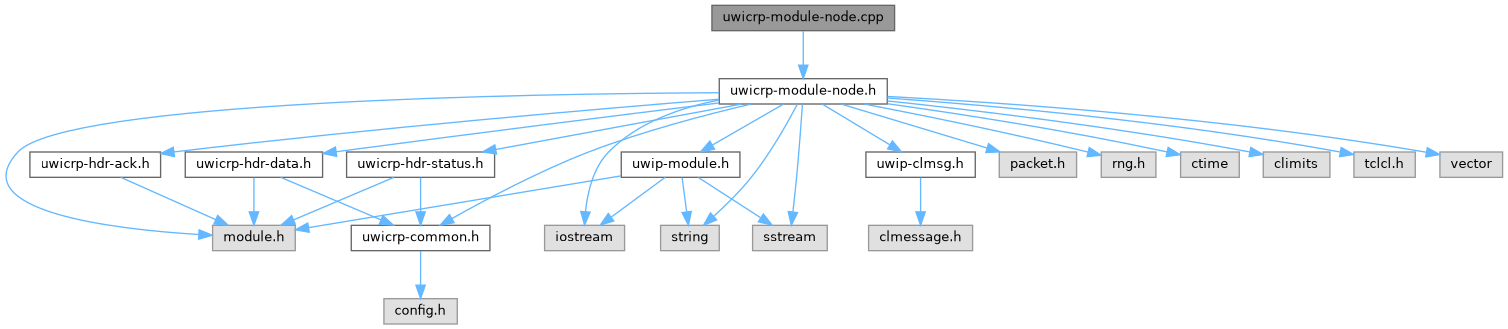 uwicrp-module-node.cpp
uwicrp-module-node.h
uwicrp-hdr-ack.h
uwicrp-hdr-data.h
uwicrp-hdr-status.h
uwip-module.h
uwip-clmsg.h
packet.h
rng.h
ctime
climits
tclcl.h
vector
module.h
uwicrp-common.h
iostream
string
sstream
clmessage.h
config.h